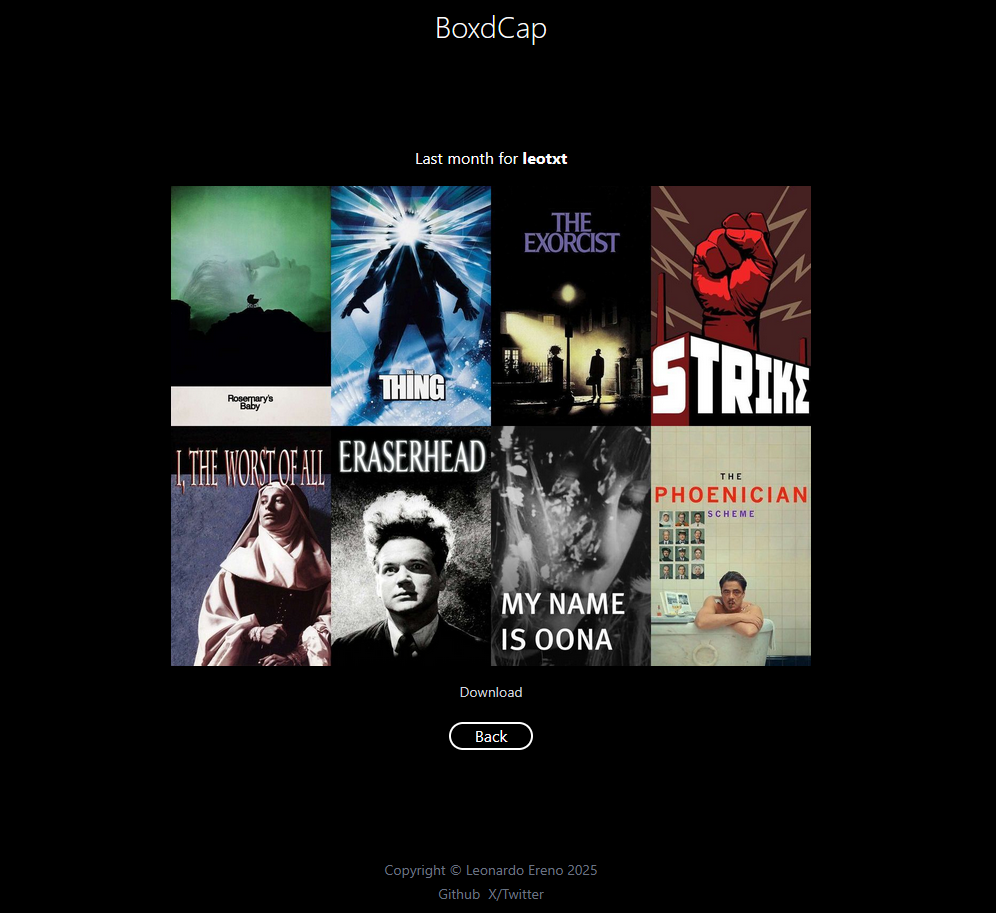 BoxdCap
Last month for leotxt
Rosemary's
Baby
THE
THING
THE
EXORCIST
STRIKE
I, THE WORST OF ALL
ERASERHEAD
MY NAME
IS OONA
THE
PHOENICIAN
SCHEME
Download
Back
Copyright © Leonardo Ereno 2025
Github X/Twitter